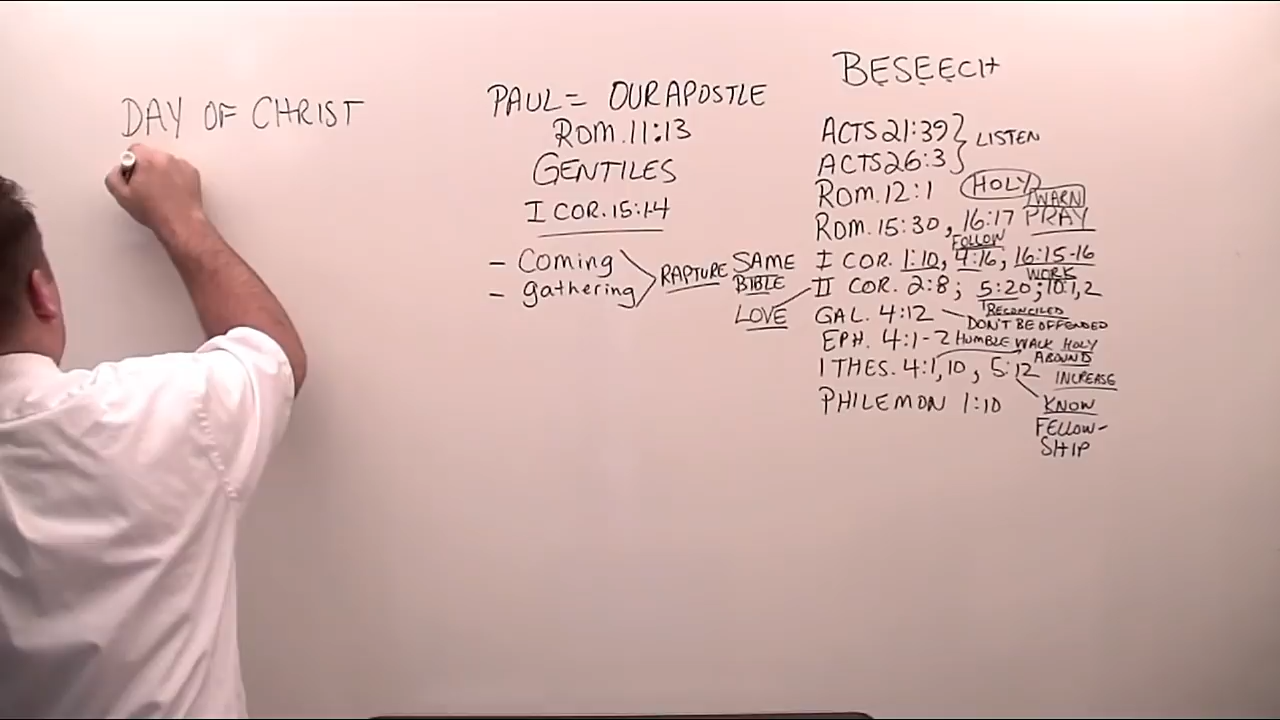 DAY OF CHRIST
PAUL = OUR APOSTLE
ROM. 11:13
GENTILES
I COR. 15:1-4
- Coming
- gathering
RAPTURE
BESEECH
ACTS 21:39
ACTS 26:3
LISTEN
ROM. 12:1 HOLY
WARN
ROM. 15:30, 16:17 PRAY
FOLLOW
SAME BIBLE
I COR. 1:10, 4:16, 16:15-16
WORK
LOVE
II COR. 2:8; 5:20; 10:1,2
RECONCILED
GAL. 4:12 DON'T BE OFFENDED
EPH. 4:1-2 HUMBLE WALK HOLY
ABOUND
I THES. 4:1,10, 5:12 INCREASE
PHILEMON 1:10 KNOW
FELLOW-
SHIP